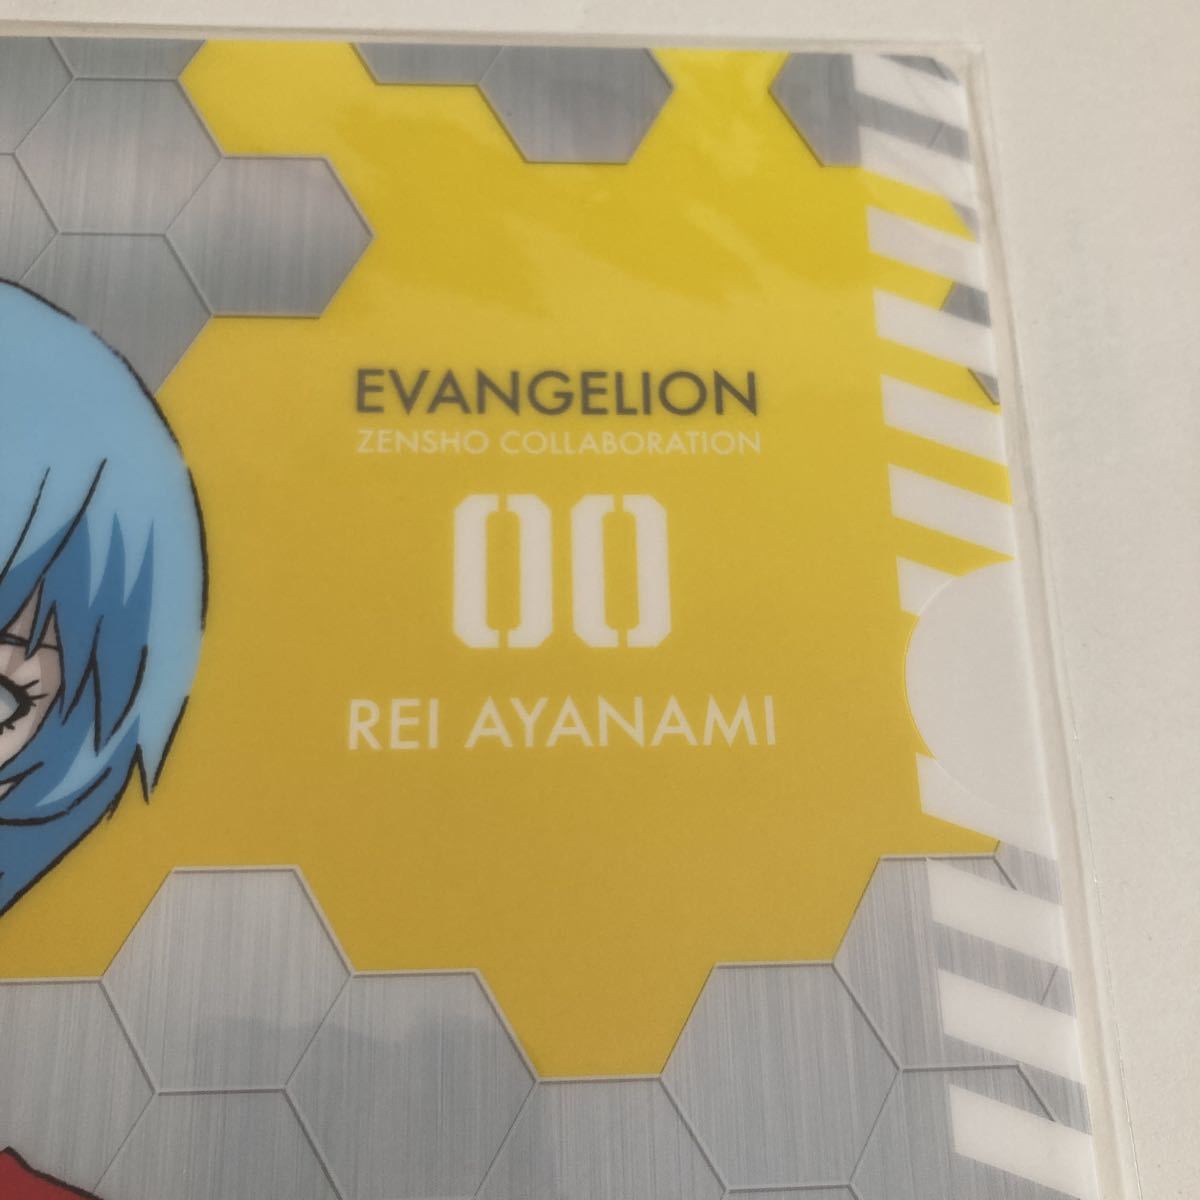 EVANGELION
ZENSHO COLLABORATION
00
REI AYANAMI